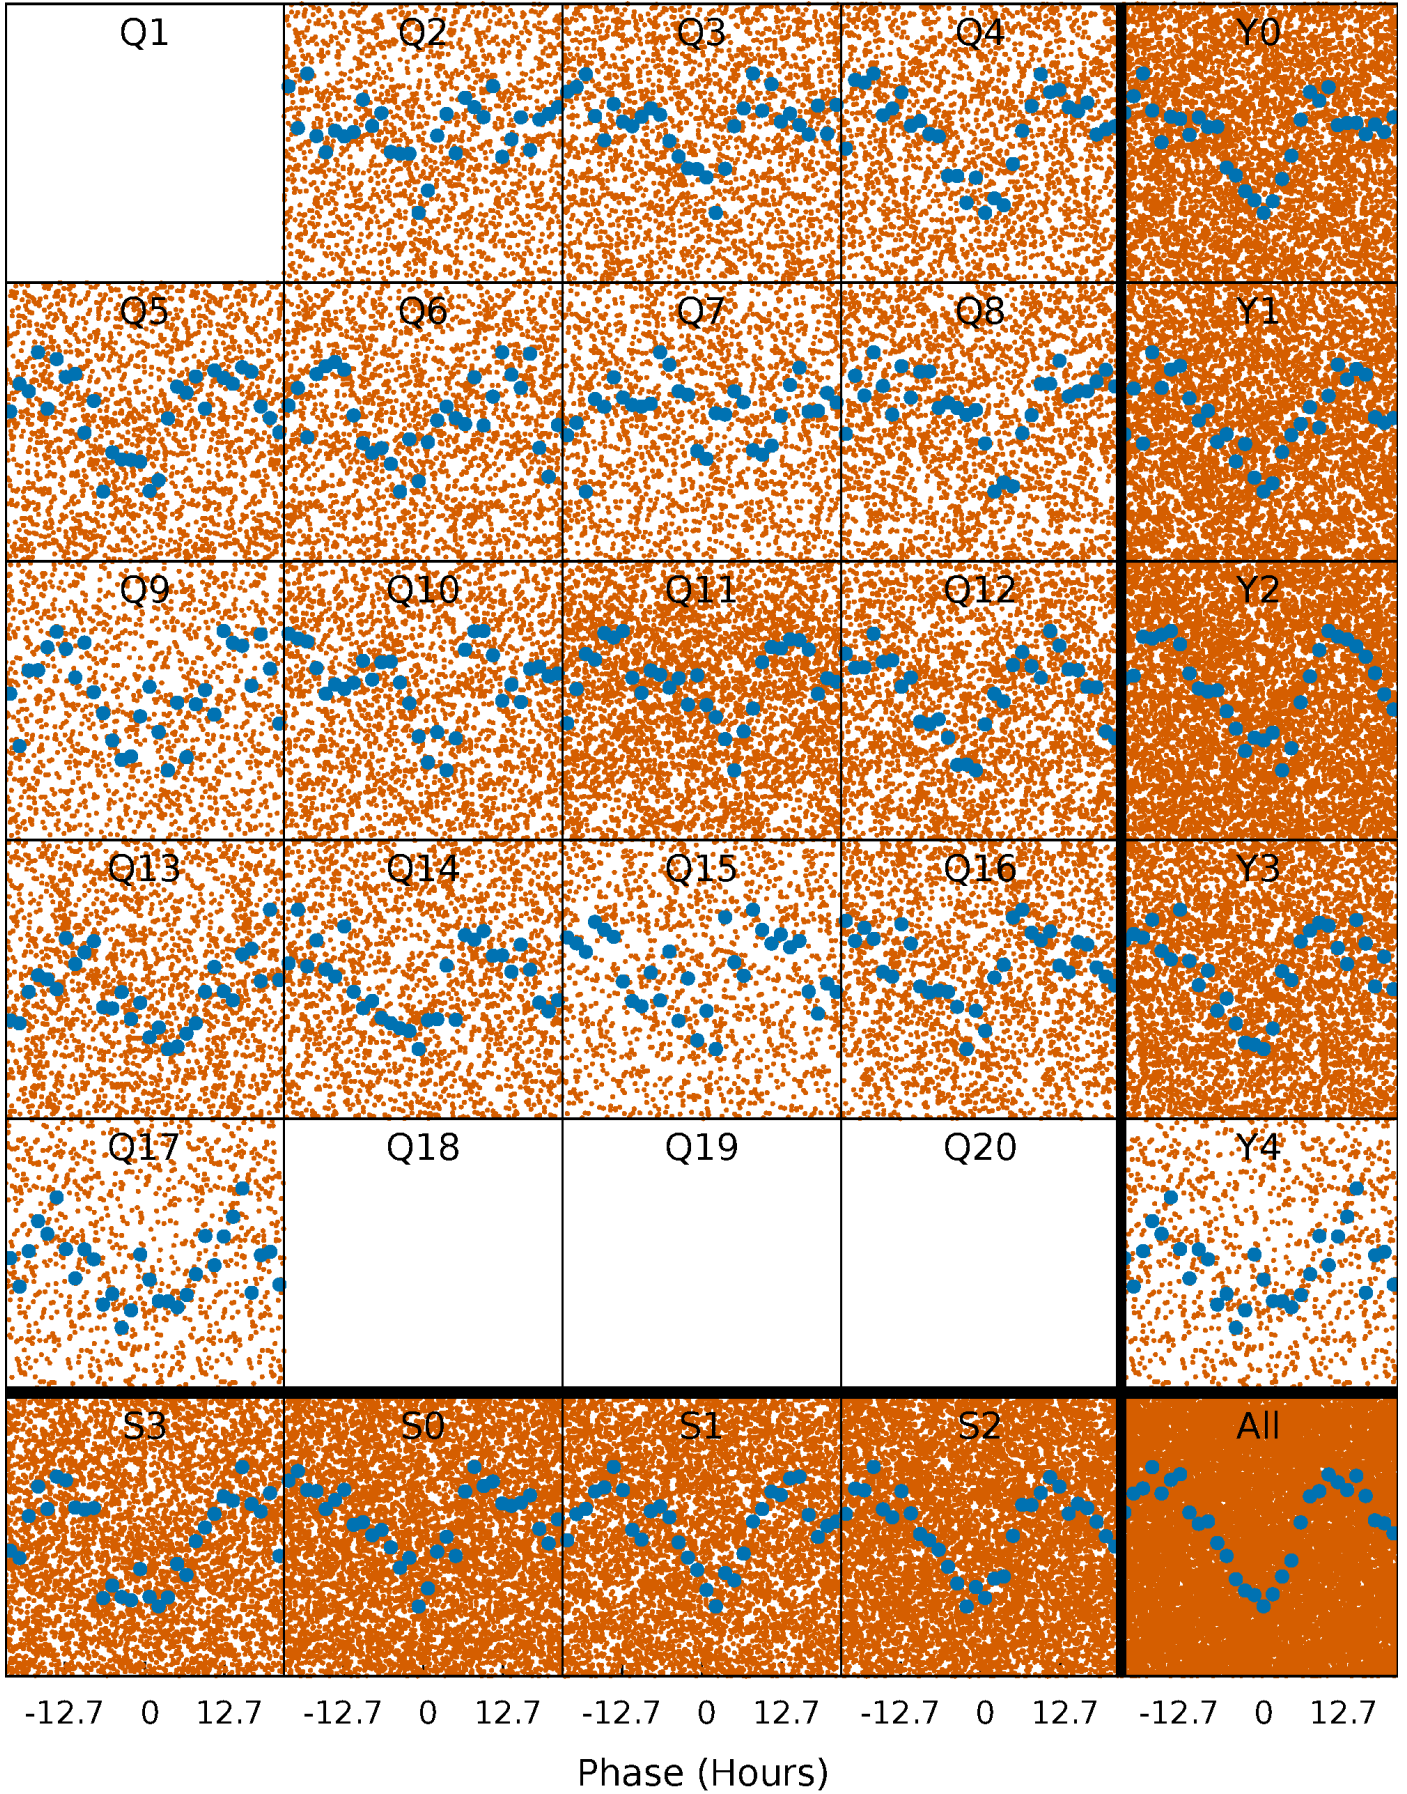 Q1 Q2 Q3 Q4 Y0
Q5 Q6 Q7 Q8 Y1
Q9 Q10 Q11 Q12 Y2
Q13 Q14 Q15 Q16 Y3
Q17 Q18 Q19 Q20 Y4
S3 S0 S1 S2 All
-12.7 0 12.7 -12.7 0 12.7 -12.7 0 12.7 -12.7 0 12.7 -12.7 0 12.7
Phase (Hours)